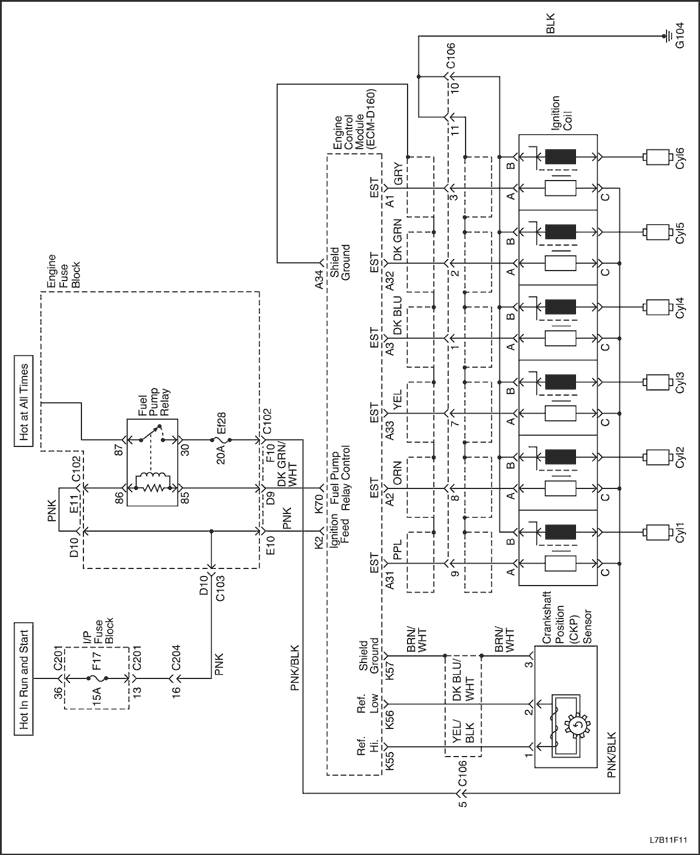 Hot In Run and Start
Hot at All Times
36
C201
I/P
Fuse
Block
F17
15A
13
C201
16
C204
PNK
D10
C103
Engine
Fuse
Block
PNK
D10
E11
C102
86
85
87
30
Fuel
Pump
Relay
Ef28
20A
E10
D9
F10
C102
PNK
DK GRN/
WHT
PNK/BLK
K2
K70
A34
Ignition
Feed
Fuel Pump
Relay Control
Shield
Ground
Engine
Control
Module
(ECM-D160)
Ref.
Hi.
Ref.
Low
Shield
Ground
EST
EST
EST
EST
EST
EST
K55
K56
K57
A31
A2
A33
A3
A32
A1
YEL/
BLK
DK BLU/
WHT
BRN/
WHT
BRN/
WHT
PPL
ORN
YEL
DK BLU
DK GRN
GRY
5
C106
9
8
7
1
2
3
11
10
C106
BLK
G104
1
2
3
Crankshaft
Position
(CKP)
Sensor
A
B
A
B
A
B
A
B
A
B
A
B
Ignition
Coil
C
C
C
C
C
C
PNK/BLK
Cyl1
Cyl2
Cyl3
Cyl4
Cyl5
Cyl6
L7B11F11